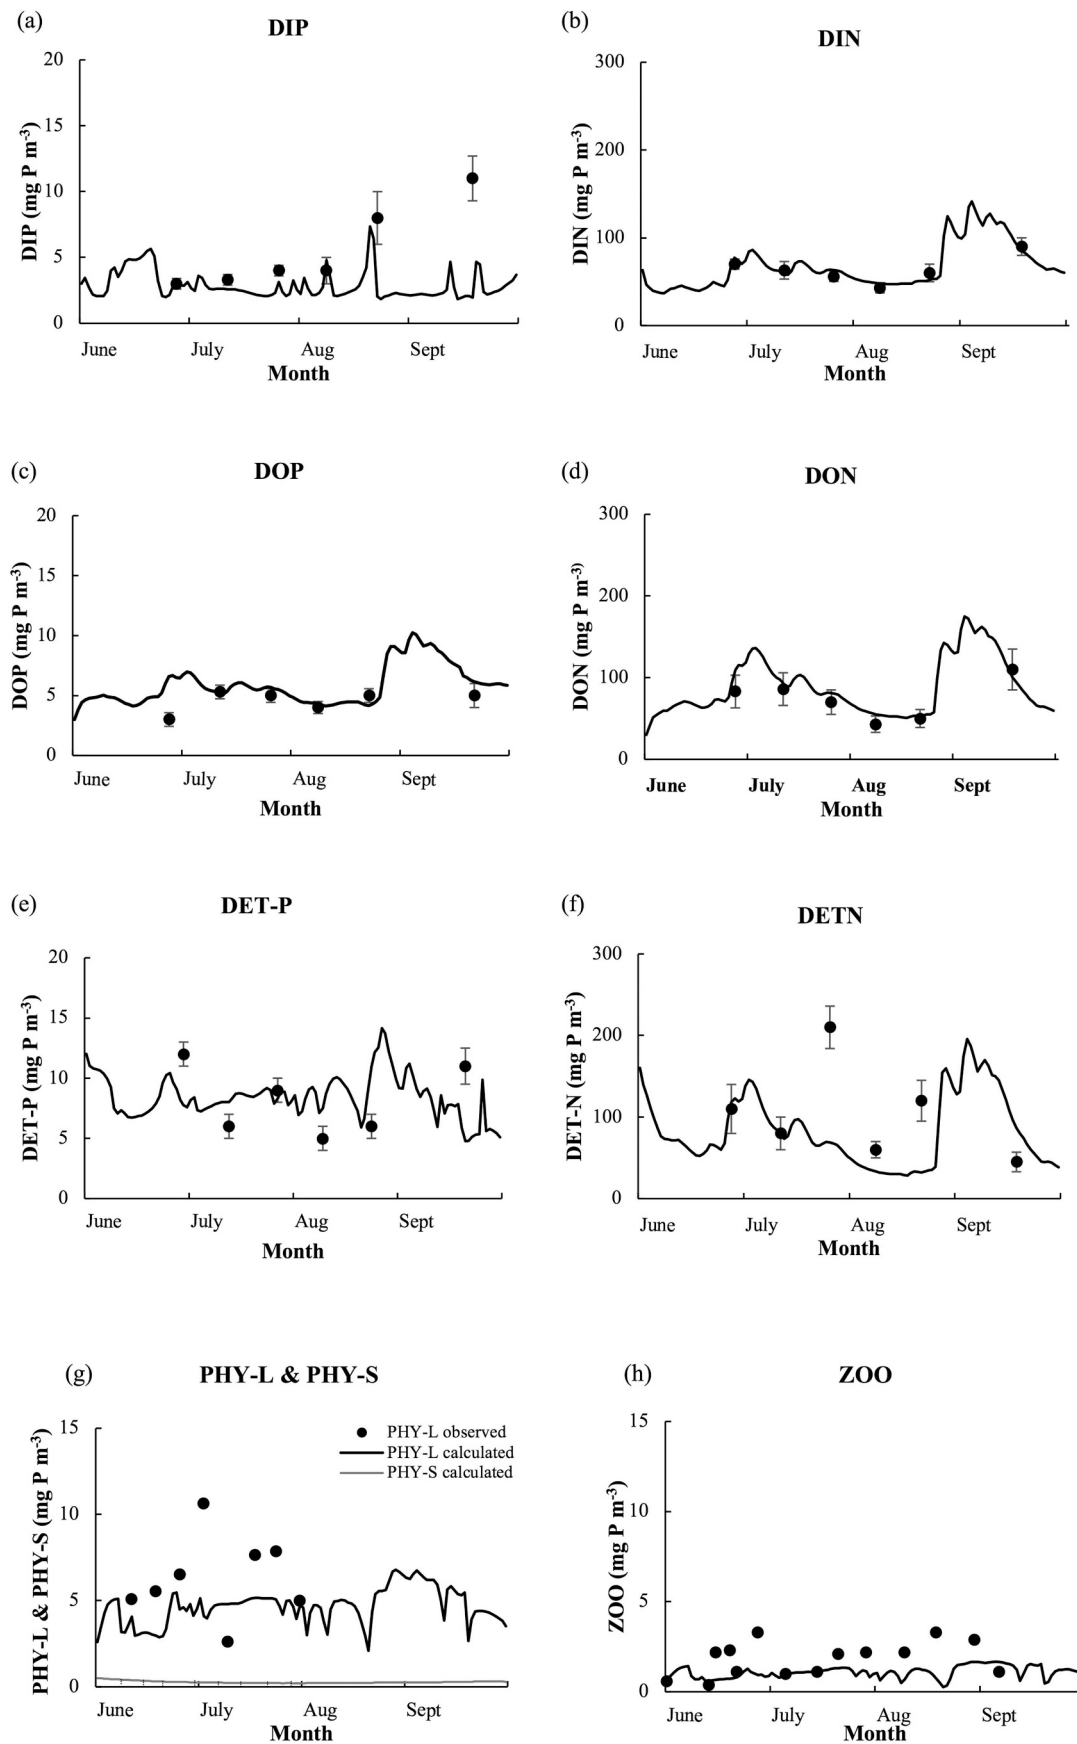 (a)
DIP
20
15
10
5
0
DIP (mg P m-3)
June July Aug Sept
Month
(b)
DIN
300
200
100
0
DIN (mg P m-3)
June July Aug Sept
Month
(c)
DOP
20
15
10
5
0
DOP (mg P m-3)
June July Aug Sept
Month
(d)
DON
300
200
100
0
DON (mg P m-3)
June July Aug Sept
Month
(e)
DET-P
20
15
10
5
0
DET-P (mg P m-3)
June July Aug Sept
Month
(f)
DETN
300
200
100
0
DET-N (mg P m-3)
June July Aug Sept
Month
(g)
PHY-L & PHY-S
15
10
5
0
PHY-L & PHY-S (mg P m-3)
PHY-L observed
PHY-L calculated
PHY-S calculated
June July Aug Sept
Month
(h)
ZOO
15
10
5
0
ZOO (mg P m-3)
June July Aug Sept
Month